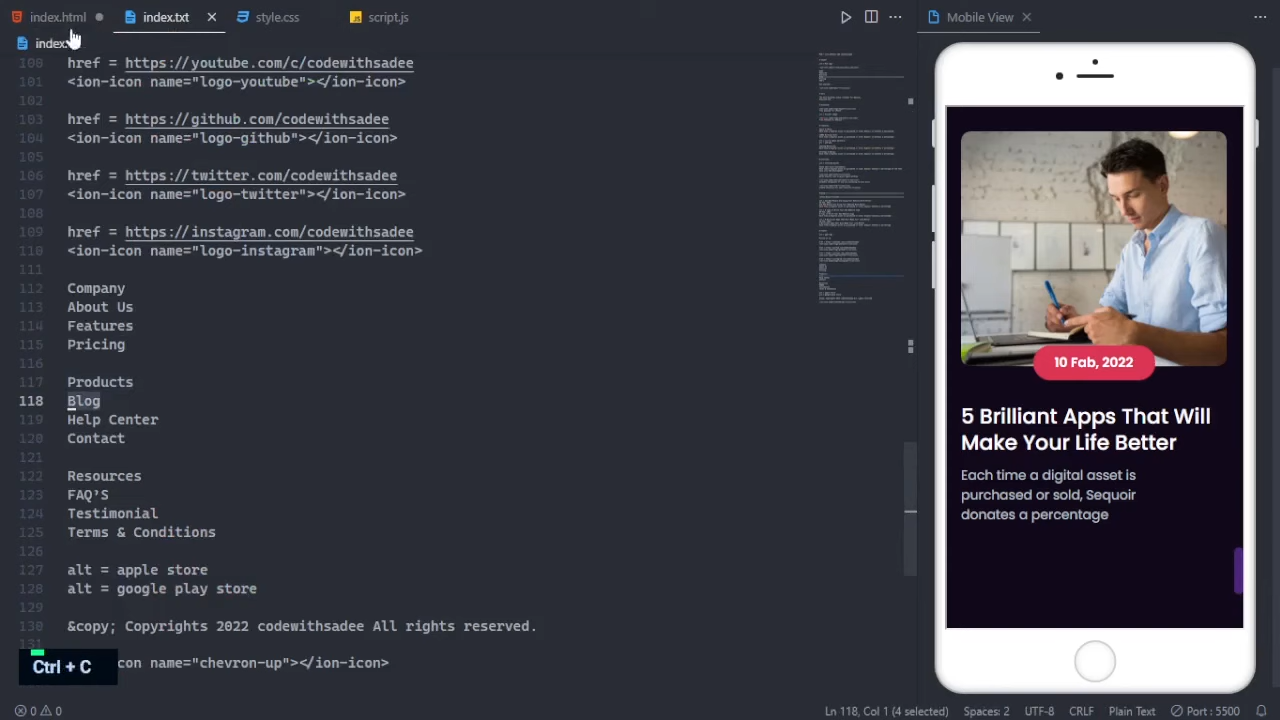 index.html
index.txt
style.css
script.js
Mobile View
index.
100 href = https://youtube.com/c/codewithsadee
101 <ion-icon name="logo-youtube"></ion-icon>
102
103 href = https://github.com/codewithsadee
104 <ion-icon name="logo-github"></ion-icon>
105
106 href = https://twitter.com/codewithsadee
107 <ion-icon name="logo-twitter"></ion-icon>
108
109 href = https://instagram.com/codewithsadee
110 <ion-icon name="logo-instagram"></ion-icon>
111
112 Company
113 About Us
114 Features
115 Pricing
116
117 Products
118 Blog
119 Help Center
120 Contact
121
122 Resources
123 FAQ'S
124 Testimonial
125 Terms & Conditions
126
127 alt = apple store
128 alt = google play store
129
130 &copy; Copyrights 2022 codewithsadee All rights reserved.
131
con name="chevron-up"></ion-icon>
Ctrl + C
10 Fab, 2022
5 Brilliant Apps That Will
Make Your Life Better
Each time a digital asset is
purchased or sold, Sequoir
donates a percentage
0 0
Ln 118, Col 1 (4 selected)
Spaces: 2
UTF-8
CRLF
Plain Text
Port : 5500